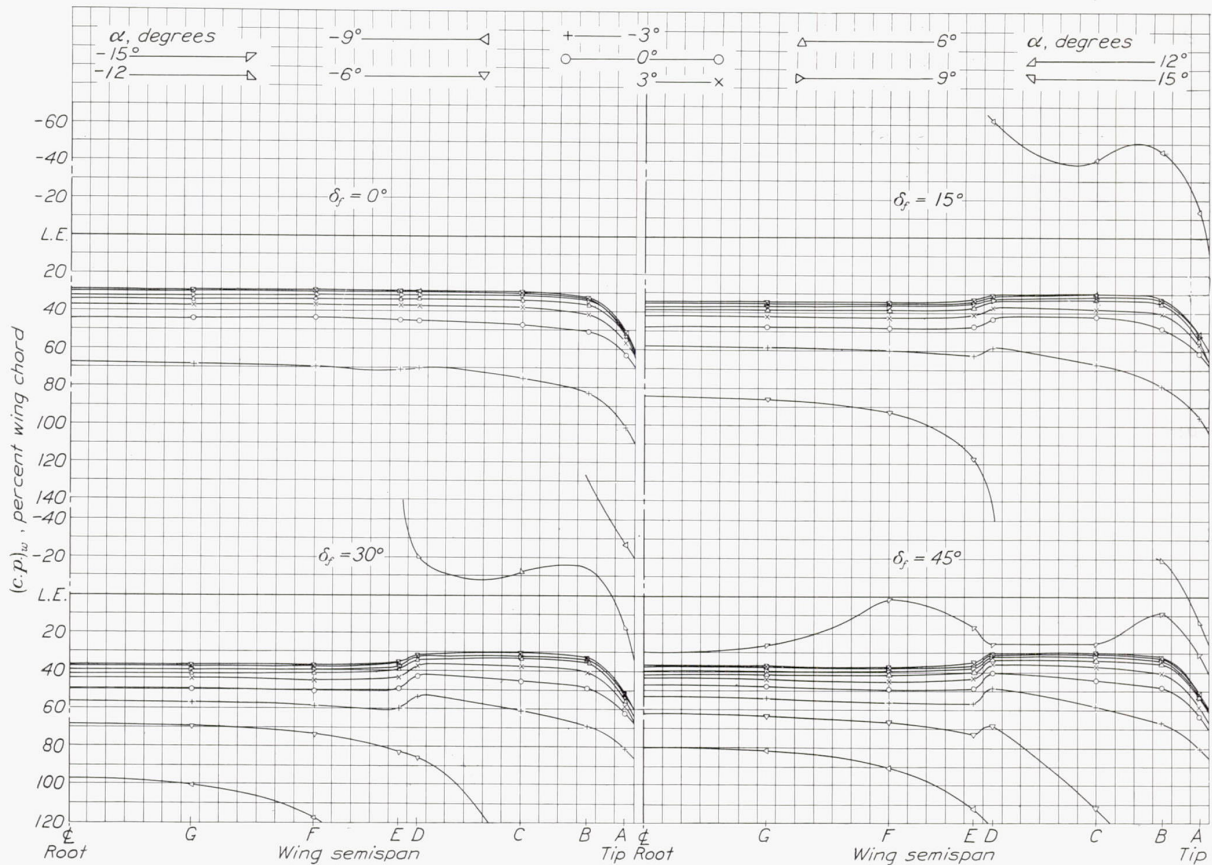 α, degrees
-15°
-12
-9°
-6°
-3°
0°
3°
6°
9°
α, degrees
12°
15°
-60
-40
-20
L.E.
20
40
60
80
100
120
140
δf = 0°
δf = 15°
(c.p.)w, percent wing chord
-40
-20
L.E.
20
40
60
80
100
120
δf = 30°
δf = 45°
℄ G F E D C B A ℄ G F E D C B A
Root Wing semispan Tip Root Wing semispan Tip